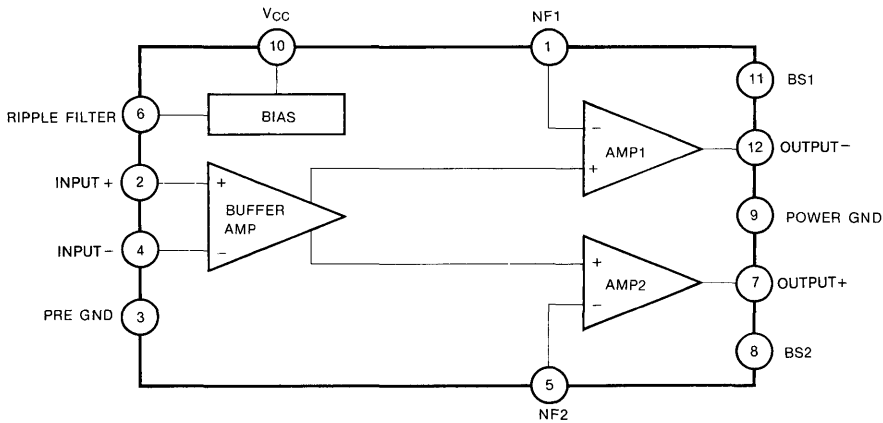 VCC
NF1
10
1
11
BS1
RIPPLE FILTER
6
BIAS
−
AMP1
+
12
OUTPUT−
INPUT+
2
+
BUFFER
AMP
−
9
POWER GND
INPUT−
4
+
AMP2
−
7
OUTPUT+
PRE GND
3
8
BS2
5
NF2